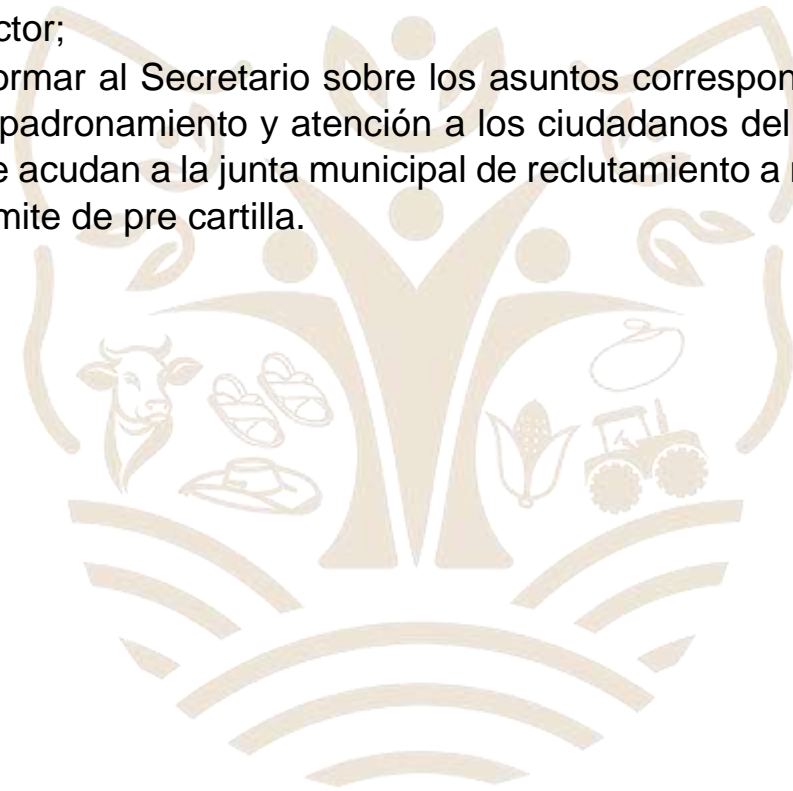 ctor;
ormar al Secretario sobre los asuntos correspon
padronamiento y atención a los ciudadanos del
e acudan a la junta municipal de reclutamiento a
mite de pre cartilla.